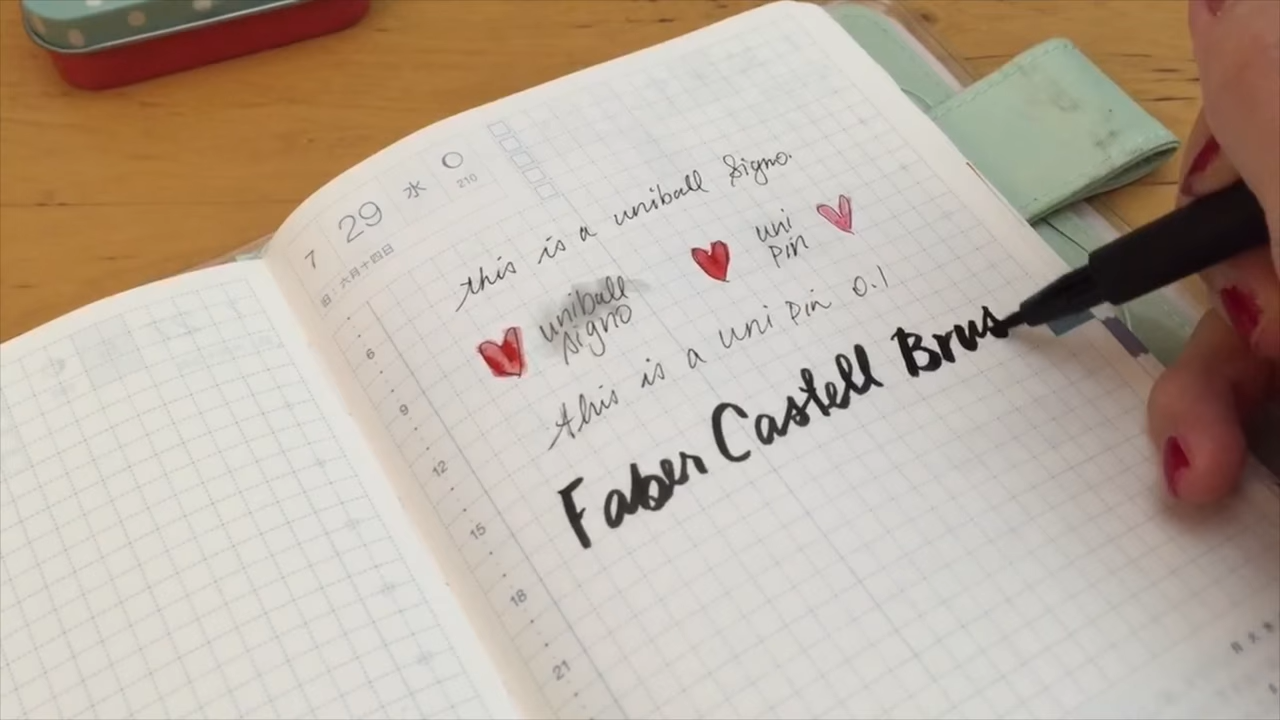 7 29 水
210
旧:六月十四日
this is a uniball Signo.
uniball
signo
uni
pin
this is a uni pin 0.1
Faber Castell Brus
6
9
12
15
18
21